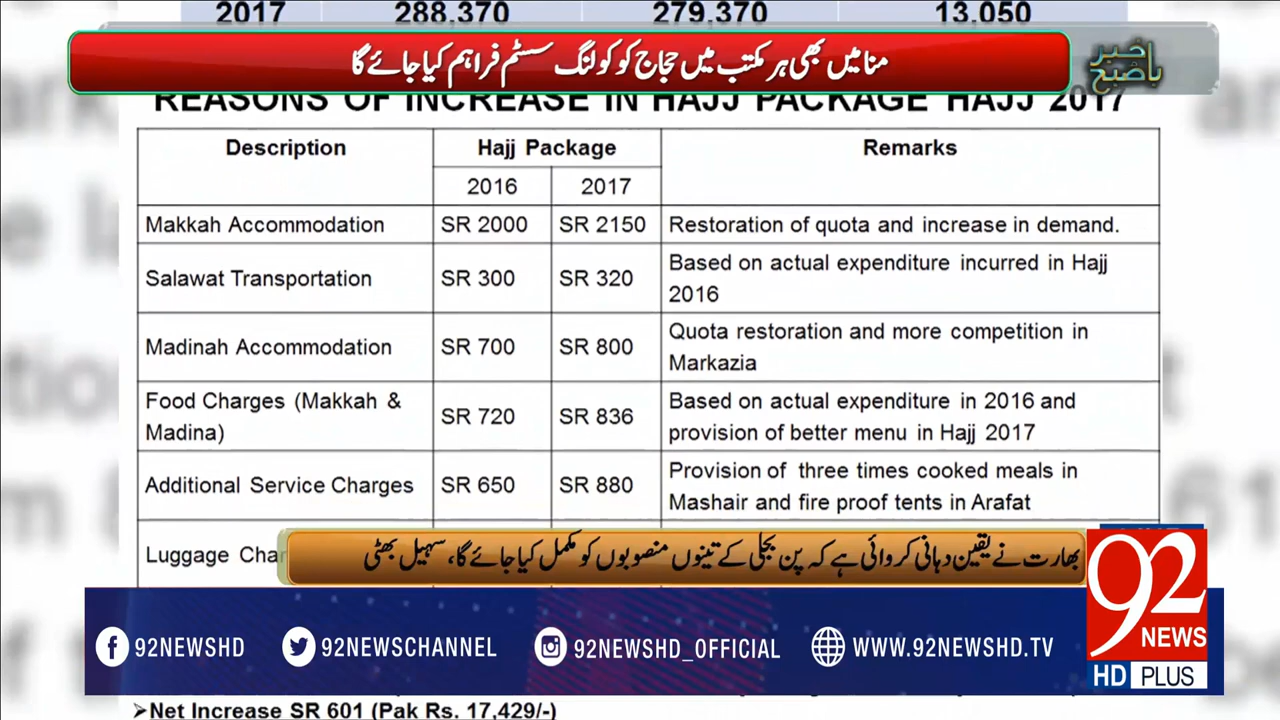 2017 288,370 279,370 13,050
منا میں بھی ہر مکتب میں حجاج کو کولنگ سسٹم فراہم کیا جائے گا
باخبر صبح
REASONS OF INCREASE IN HAJJ PACKAGE HAJJ 2017
Description Hajj Package Remarks
2016 2017
Makkah Accommodation SR 2000 SR 2150 Restoration of quota and increase in demand.
Salawat Transportation SR 300 SR 320 Based on actual expenditure incurred in Hajj
2016
Madinah Accommodation SR 700 SR 800 Quota restoration and more competition in
Markazia
Food Charges (Makkah &
Madina) SR 720 SR 836 Based on actual expenditure in 2016 and
provision of better menu in Hajj 2017
Additional Service Charges SR 650 SR 880 Provision of three times cooked meals in
Mashair and fire proof tents in Arafat
Luggage
بھارت نے یقین دہانی کروائی ہے کہ پن بجلی کے تینوں منصوبوں کو مکمل کیا جائے گا، سہیل بھٹی
92NEWSHD 92NEWSCHANNEL 92NEWSHD_OFFICIAL WWW.92NEWSHD.TV
92
NEWS
HD PLUS
➢Net Increase SR 601 (Pak Rs. 17,429/-)